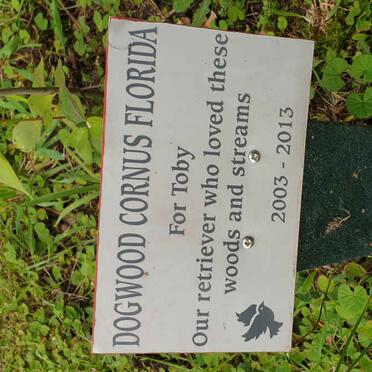 DOGWOOD CORNUS FLORIDA
For Toby
Our retriever who loved these
woods and streams
2003 - 2013